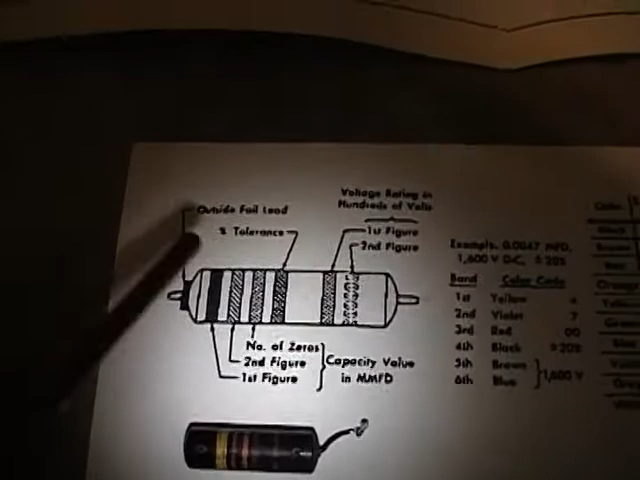 Voltage Rating in
Hundreds of Volts
Outside Foil Lead
% Tolerance
1st Figure
2nd Figure
No. of Zeros
2nd Figure
1st Figure
Capacity Value
in MMFD
Example. 0.0047 MFD,
1,600 V DC, ± 20%
Band Color Code
1st Yellow 4
2nd Violet 7
3rd Red 00
4th Black ±20%
5th Brown
6th Blue
1,600 V
Color
Black
Brown
Red
Orange
Yellow
Green
Blue
Violet